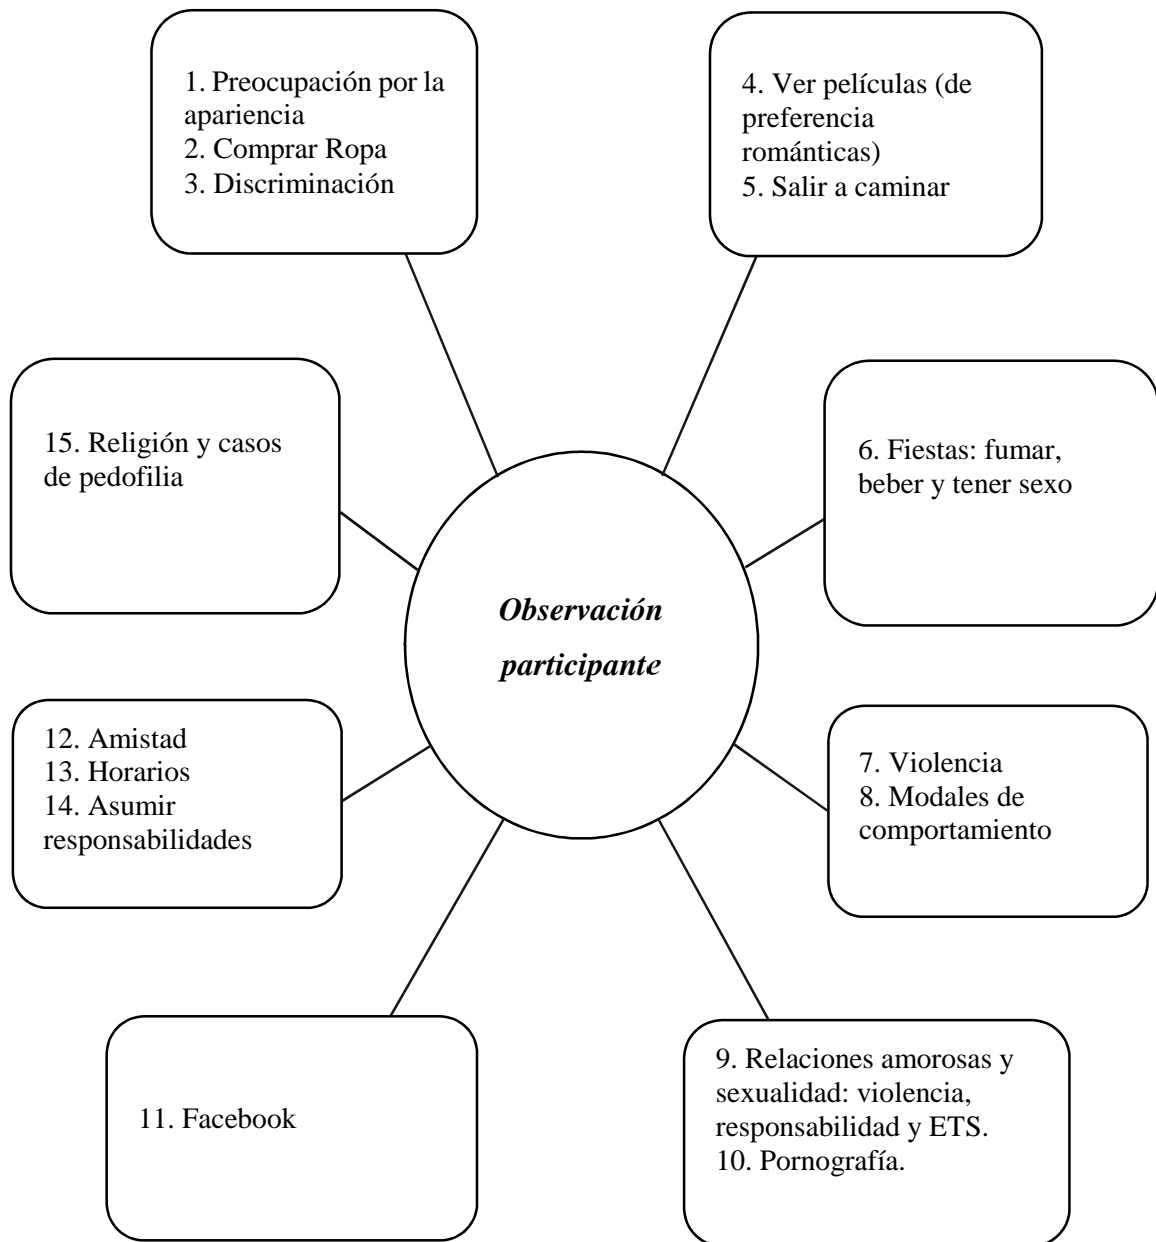 1. Preocupación por la
apariencia
2. Comprar Ropa
3. Discriminación
4. Ver películas (de
preferencia
románticas)
5. Salir a caminar
15. Religión y casos
de pedofilia
6. Fiestas: fumar,
beber y tener sexo
Observación
participante
12. Amistad
13. Horarios
14. Asumir
responsabilidades
7. Violencia
8. Modales de
comportamiento
11. Facebook
9. Relaciones amorosas y
sexualidad: violencia,
responsabilidad y ETS.
10. Pornografía.